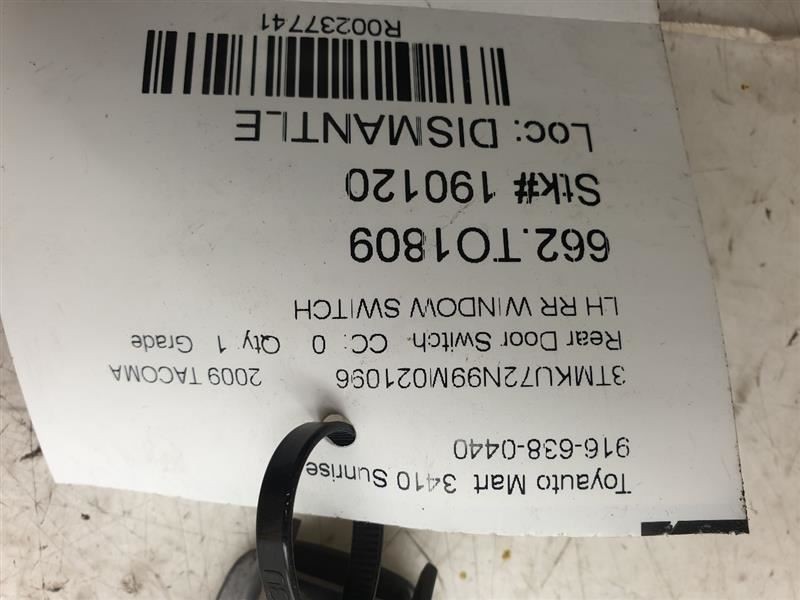 Toyauto Mart 3410 Sunrise
916-638-0440
3TMKU72N99M021096 2009 TACOMA
Rear Door Switch CC: 0 Qty 1 Grade
LH RR WINDOW SWITCH
662.TO1809
Stk# 190120
Loc: DISMANTLE
R00237741